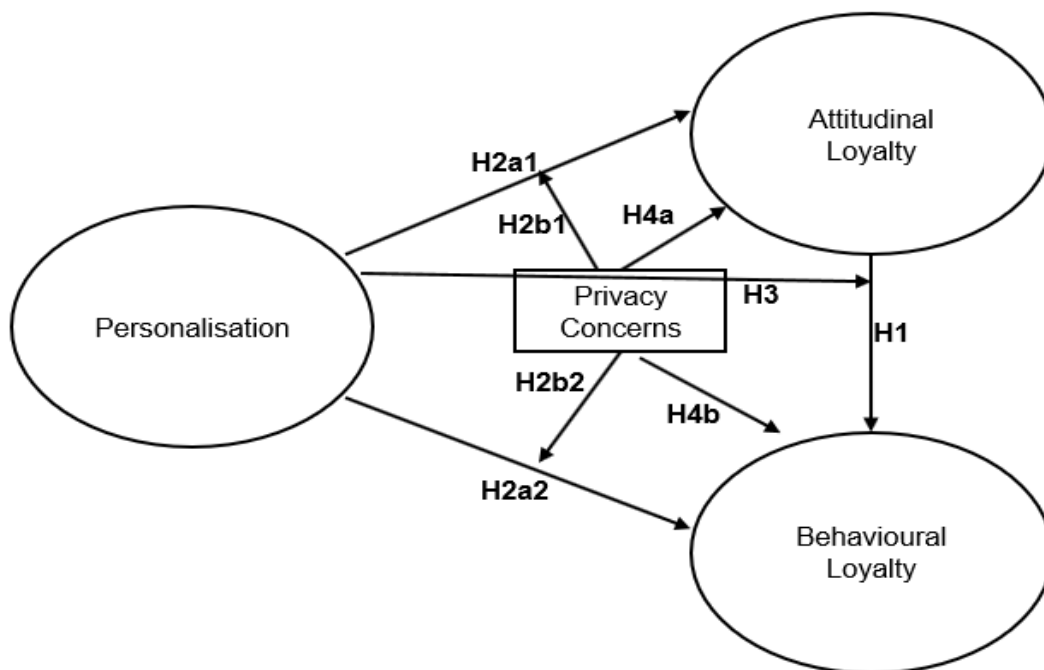 Attitudinal
Loyalty
H2a1
H2b1
H4a
Personalisation
Privacy
Concerns
H3
H1
H2b2
H4b
H2a2
Behavioural
Loyalty